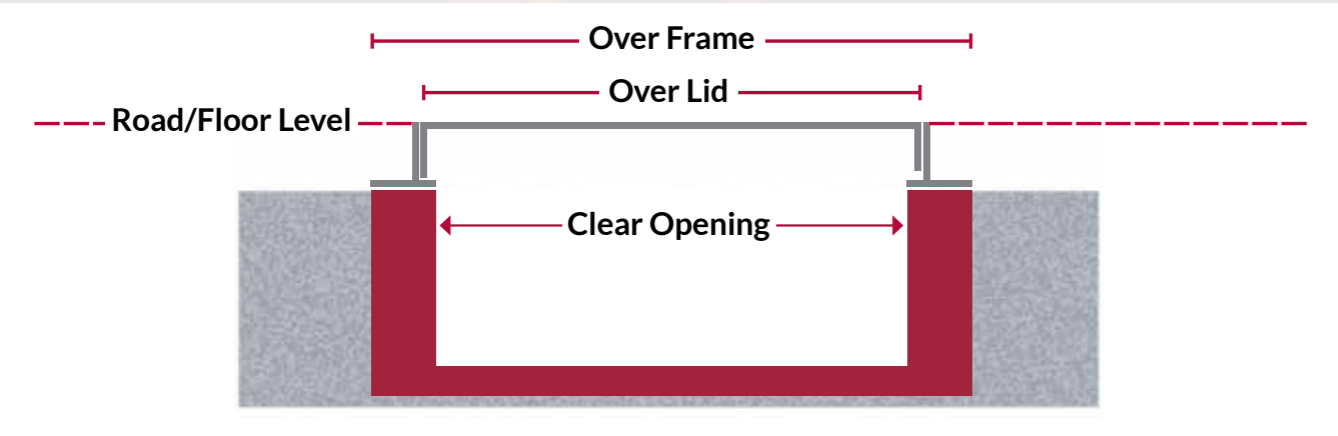 Over Frame
Over Lid
Road/Floor Level
Clear Opening